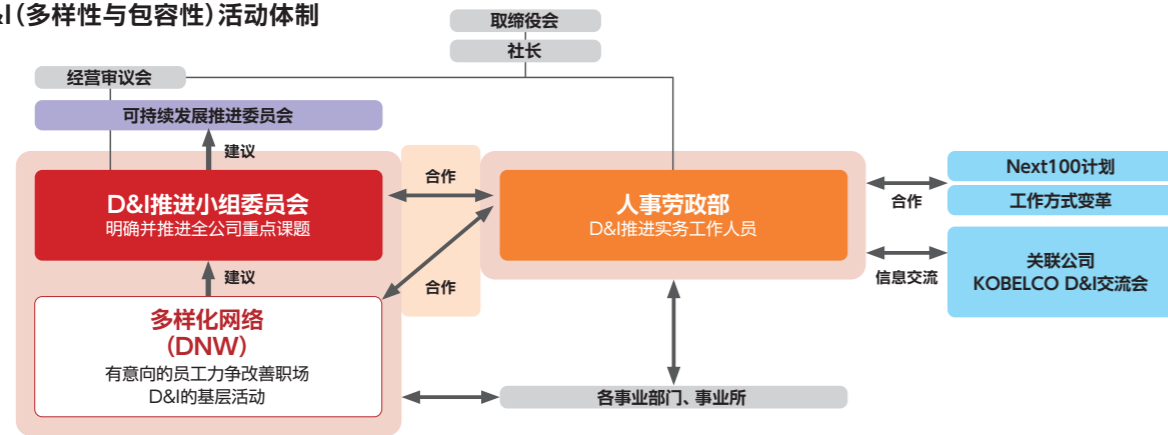 &I（多样性与包容性）活动体制
取缔役会
社长
经营审议会
可持续发展推进委员会
建议
合作
D&I推进小组委员会
明确并推进全公司重点课题
人事劳政部
D&I推进实务工作人员
合作
Next100计划
工作方式变革
建议
合作
信息交流
关联公司
KOBELCO D&I交流会
多样化网络
（DNW）
有意向的员工力争改善职场
D&I的基层活动
各事业部门、事业所